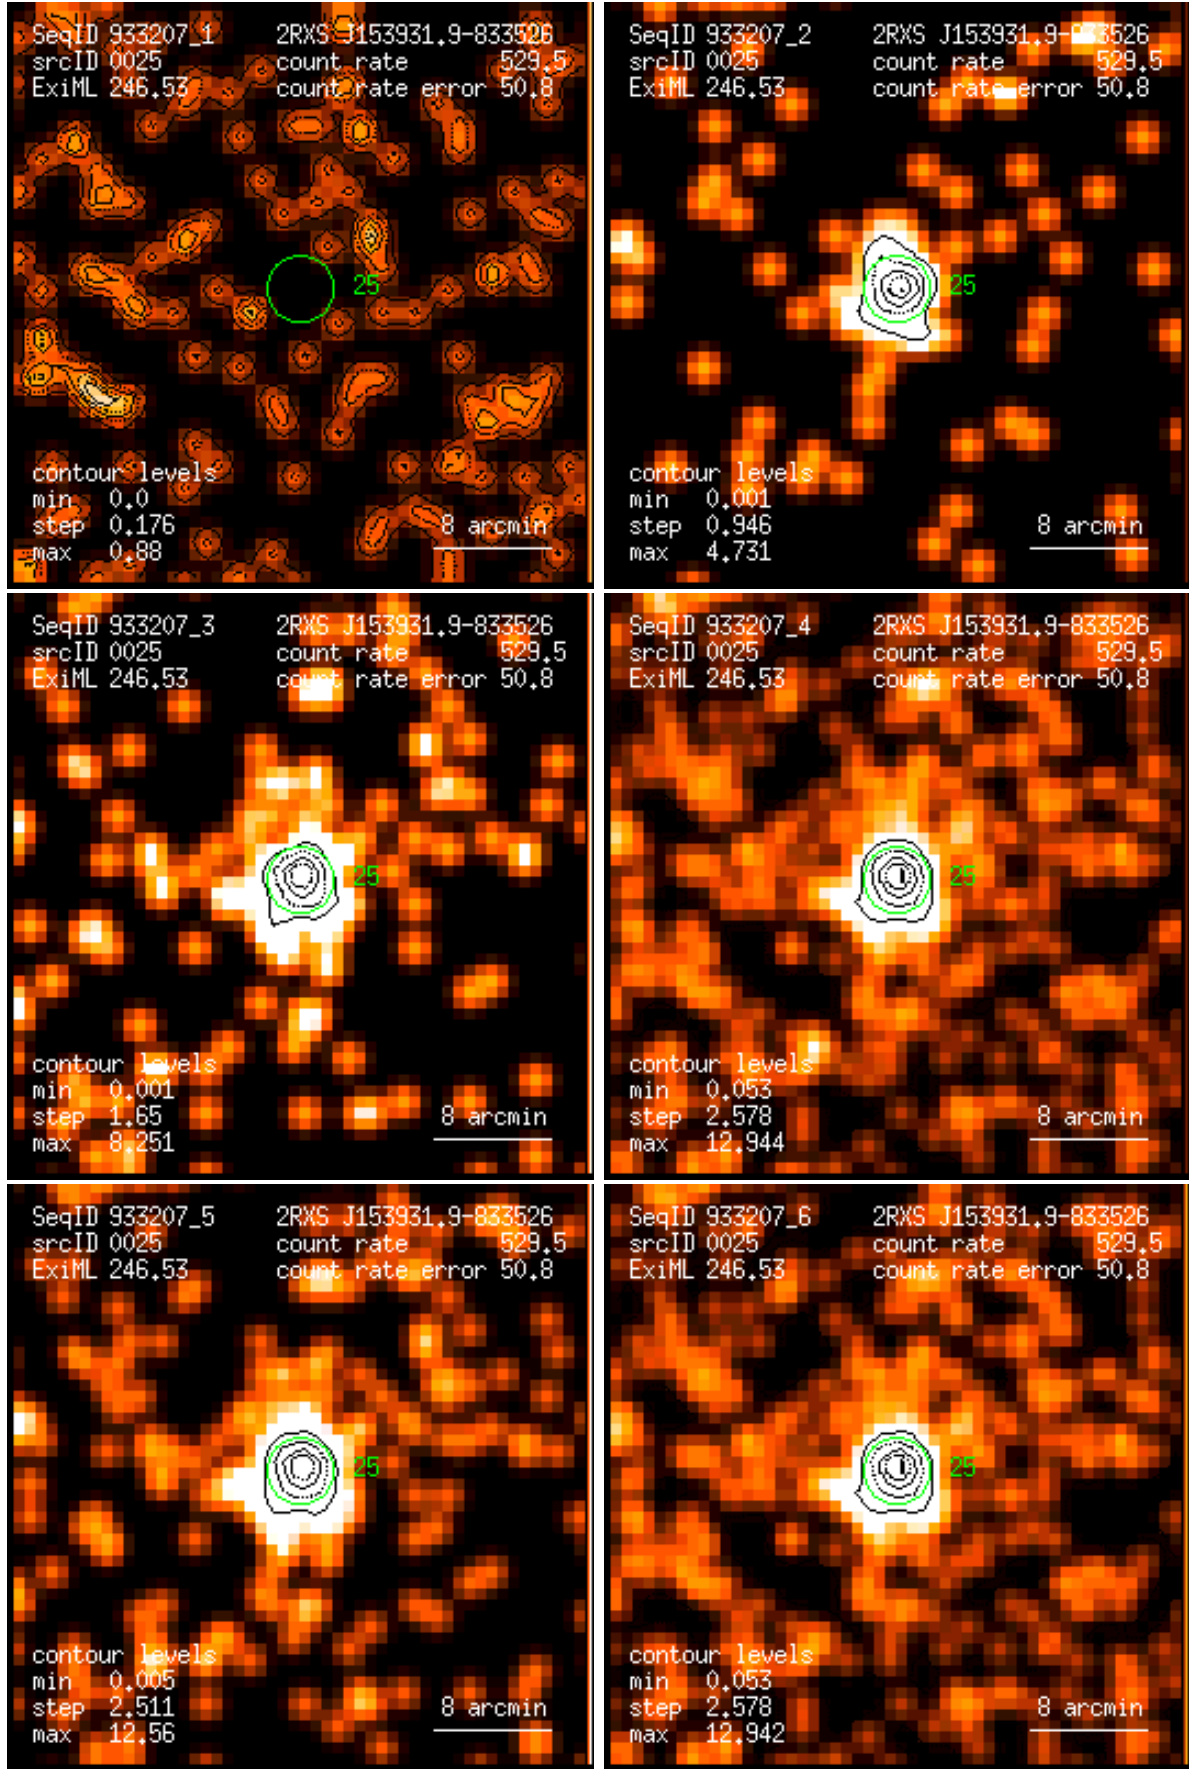 SeqID 933207_1 2RXS J153931.9-833526
srcID 0025 count rate 529.5
ExiML 246.53 count rate error 50.8
25
contour levels
min 0.0
step 0.176 8 arcmin
max 0.88
SeqID 933207_2 2RXS J153931.9-833526
srcID 0025 count rate 529.5
ExiML 246.53 count rate error 50.8
25
contour levels
min 0.001
step 0.946 8 arcmin
max 4.731
SeqID 933207_3 2RXS J153931.9-833526
srcID 0025 count rate 529.5
ExiML 246.53 count rate error 50.8
25
contour levels
min 0.001
step 1.65 8 arcmin
max 8.251
SeqID 933207_4 2RXS J153931.9-833526
srcID 0025 count rate 529.5
ExiML 246.53 count rate error 50.8
25
contour levels
min 0.053
step 2.578 8 arcmin
max 12.944
SeqID 933207_5 2RXS J153931.9-833526
srcID 0025 count rate 529.5
ExiML 246.53 count rate error 50.8
25
contour levels
min 0.005
step 2.511 8 arcmin
max 12.56
SeqID 933207_6 2RXS J153931.9-833526
srcID 0025 count rate 529.5
ExiML 246.53 count rate error 50.8
25
contour levels
min 0.053
step 2.578 8 arcmin
max 12.942